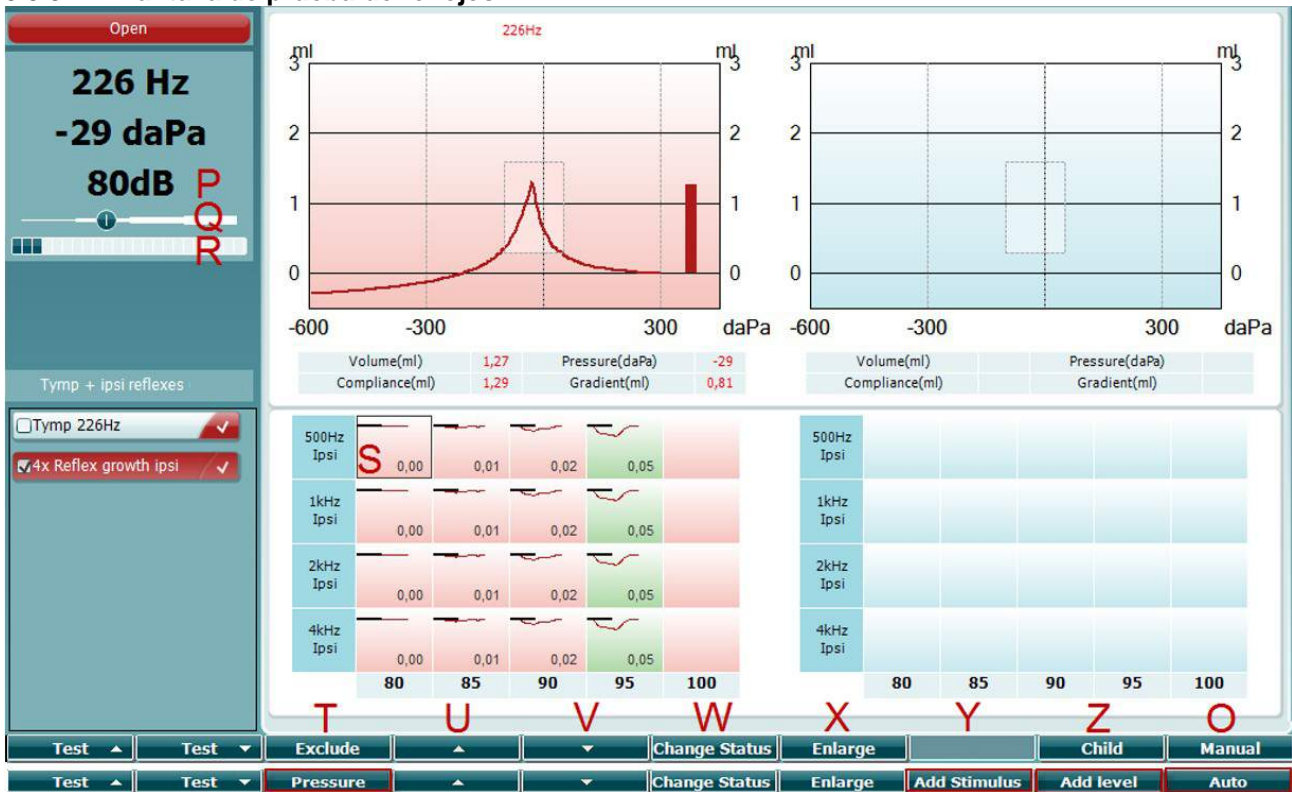 Open
226 Hz
-29 daPa
80dB P
Q
R
Tymp + ipsi reflexes
Tymp 226Hz
4x Reflex growth ipsi
226Hz
ml ml
3 3
2 2
1 1
0 0
-600 -300 300 daPa
Volume(ml) 1,27 Pressure(daPa) -29
Compliance(ml) 1,29 Gradient(ml) 0,81
ml ml
3 3
2 2
1 1
0 0
-600 -300 300 daPa
Volume(ml) Pressure(daPa)
Compliance(ml) Gradient(ml)
500Hz
Ipsi S 0,00 0,01 0,02 0,05
1kHz
Ipsi 0,00 0,01 0,02 0,05
2kHz
Ipsi 0,00 0,01 0,02 0,05
4kHz
Ipsi 0,00 0,01 0,02 0,05
80 85 90 95 100
500Hz
Ipsi
1kHz
Ipsi
2kHz
Ipsi
4kHz
Ipsi
80 85 90 95 100
T U V W X Y Z O
Test Test Exclude Change Status Enlarge Child Manual
Test Test Pressure Change Status Enlarge Add Stimulus Add level Auto